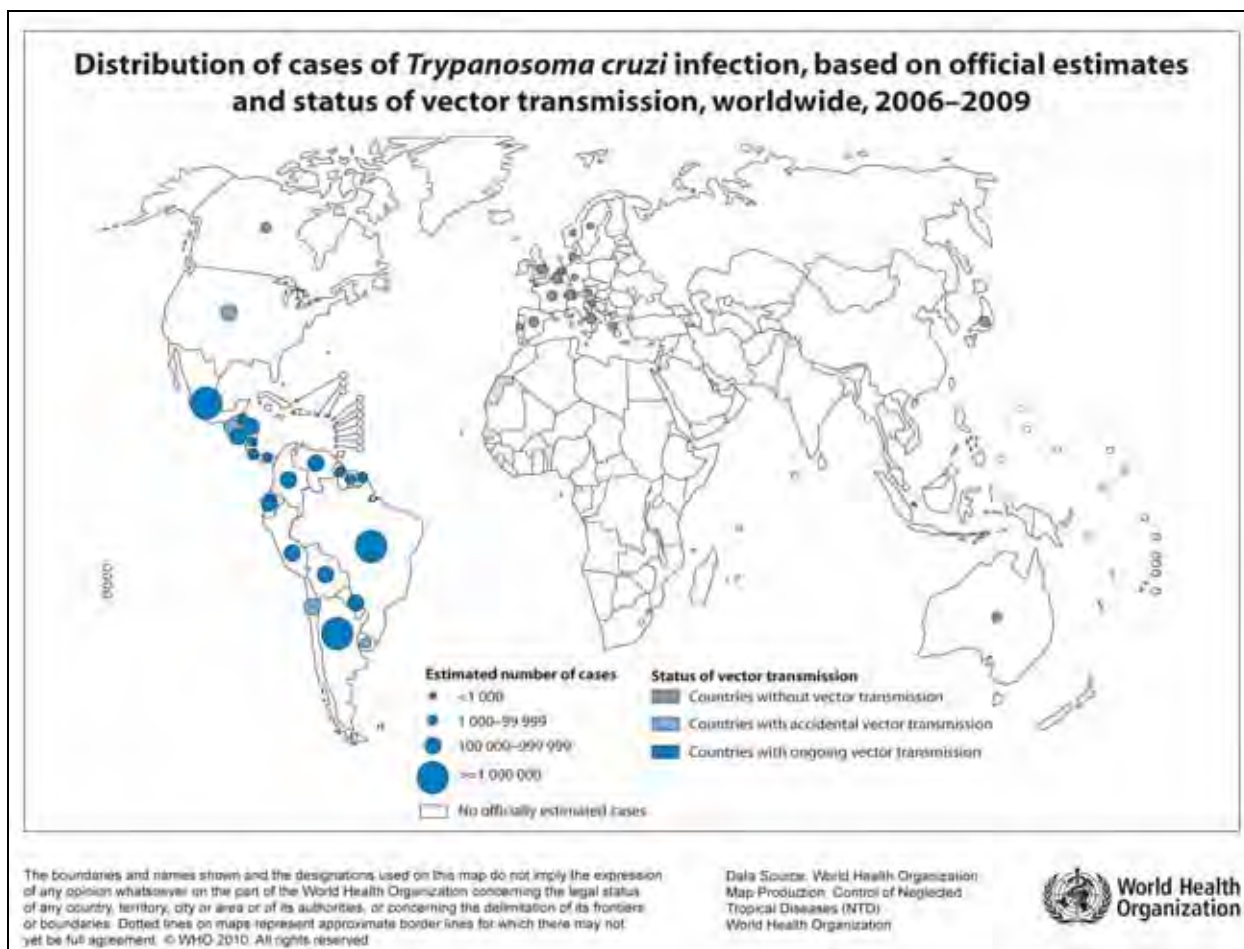 Distribution of cases of Trypanosoma cruzi infection, based on official estimates
and status of vector transmission, worldwide, 2006–2009
Estimated number of cases
<1 000
1 000–99 999
100 000–999 999
>=1 000 000
No officially estimated cases
Status of vector transmission
Countries without vector transmission
Countries with accidental vector transmission
Countries with ongoing vector transmission
The boundaries and names shown and the designations used on this map do not imply the expression
of any opinion whatsoever on the part of the World Health Organization concerning the legal status
of any country, territory, city or area or of its authorities, or concerning the delimitation of its frontiers
or boundaries. Dotted lines on maps represent approximate border lines for which there may not
yet be full agreement. © WHO 2010. All rights reserved
Data Source: World Health Organization
Map Production: Control of Neglected
Tropical Diseases (NTD)
World Health Organization
World Health
Organization